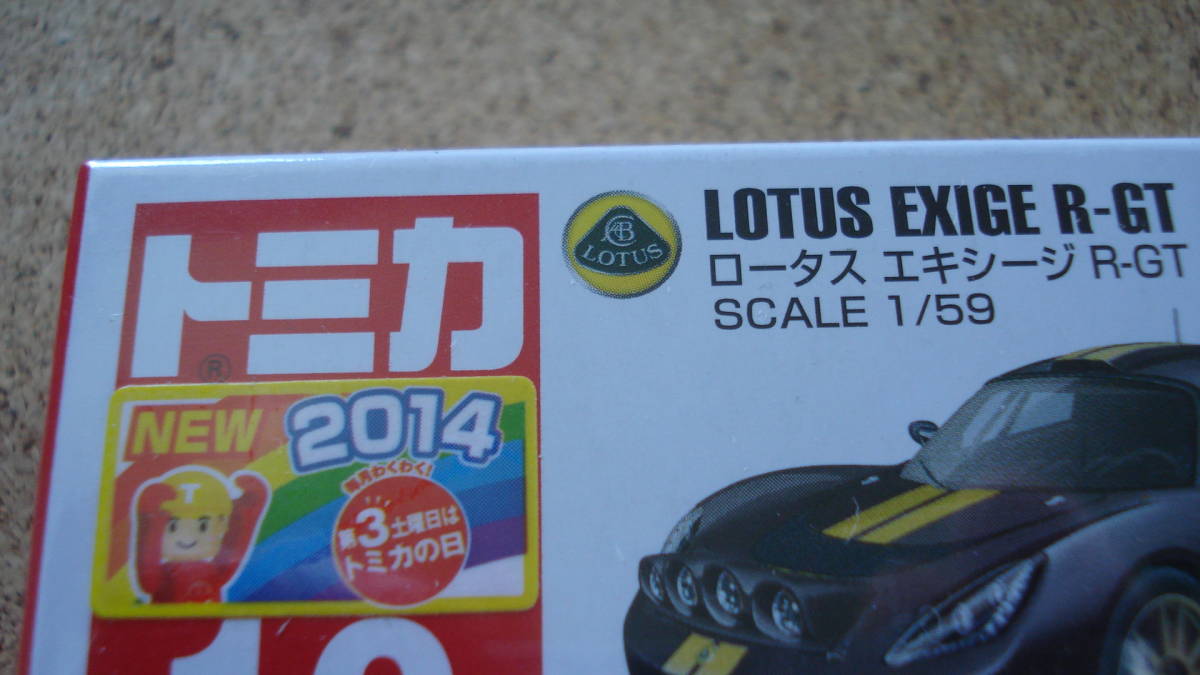 トミカ
®
LOTUS
LOTUS EXIGE R-GT
ロータス エキシージ R-GT
SCALE 1/59
NEW 2014
毎月わくわく!
第3土曜日は
トミカの日
T